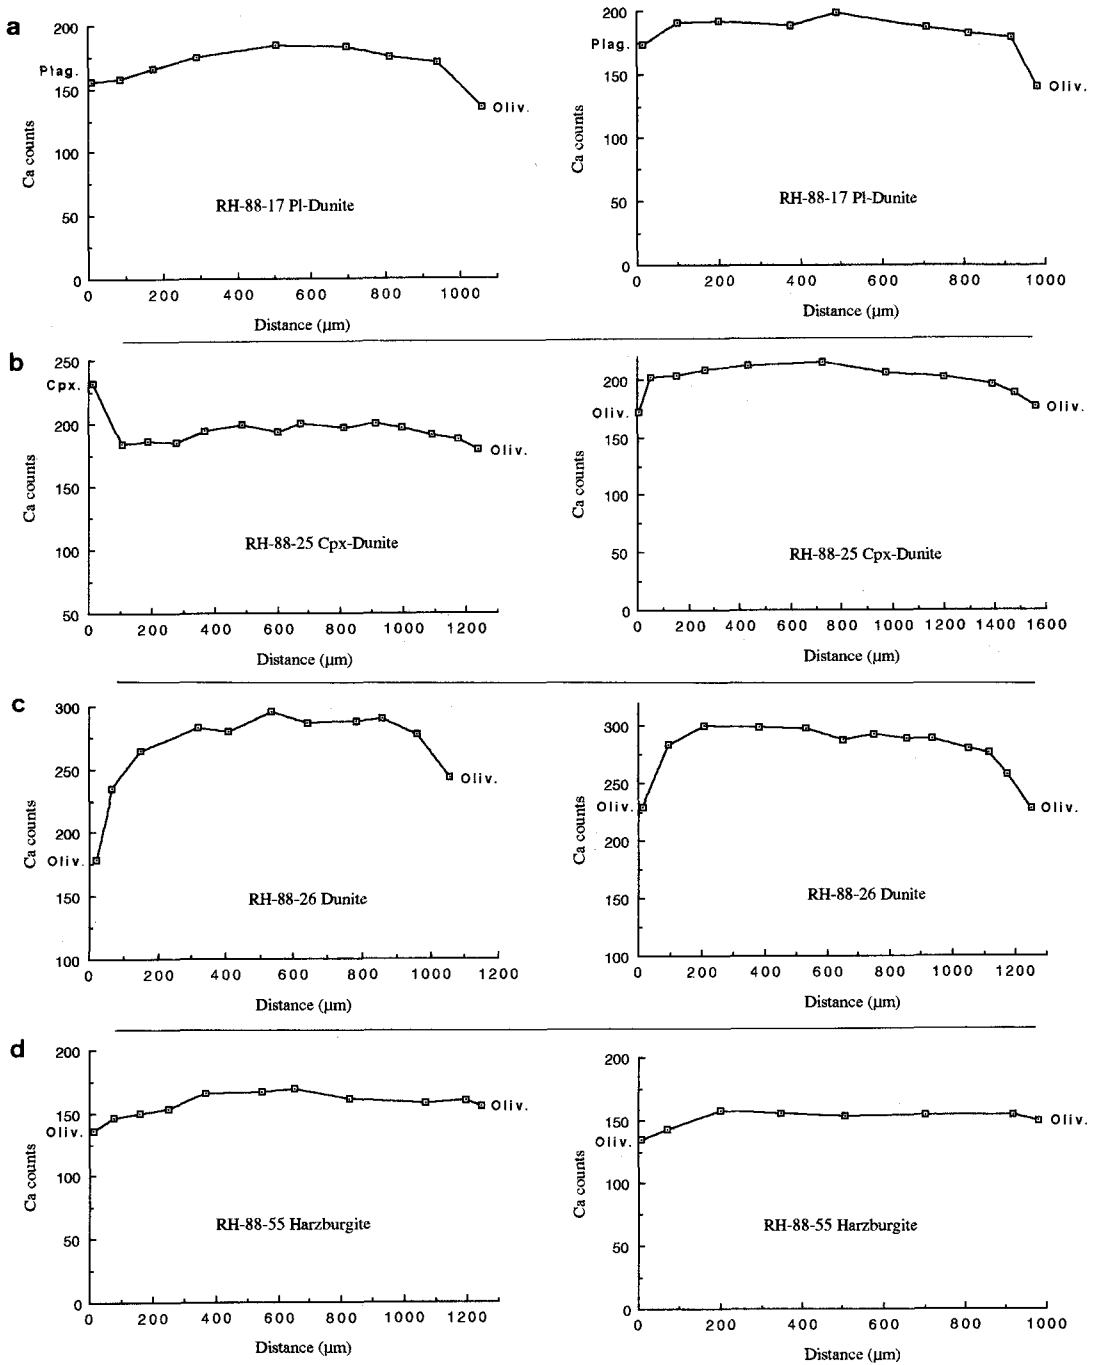 a
200
150
100
50
0
Ca counts
Plag.
Oliv.
RH-88-17 Pl-Dunite
0 200 400 600 800 1000
Distance (µm)
200
150
100
50
0
Ca counts
Plag.
Oliv.
RH-88-17 Pl-Dunite
0 200 400 600 800 1000
Distance (µm)
b
250
200
150
100
50
Ca counts
Cpx.
Oliv.
RH-88-25 Cpx-Dunite
0 200 400 600 800 1000 1200
Distance (µm)
200
150
100
50
0
Ca counts
Oliv.
Oliv.
RH-88-25 Cpx-Dunite
0 200 400 600 800 1000 1200 1400 1600
Distance (µm)
c
300
250
200
150
100
Ca counts
Oliv.
Oliv.
RH-88-26 Dunite
0 200 400 600 800 1000 1200
Distance (µm)
300
250
200
150
100
Ca counts
Oliv.
Oliv.
RH-88-26 Dunite
0 200 400 600 800 1000 1200
Distance (µm)
d
200
150
100
50
0
Ca counts
Oliv.
Oliv.
RH-88-55 Harzburgite
0 200 400 600 800 1000 1200
Distance (µm)
200
150
100
50
0
Ca counts
Oliv.
Oliv.
RH-88-55 Harzburgite
0 200 400 600 800 1000
Distance (µm)